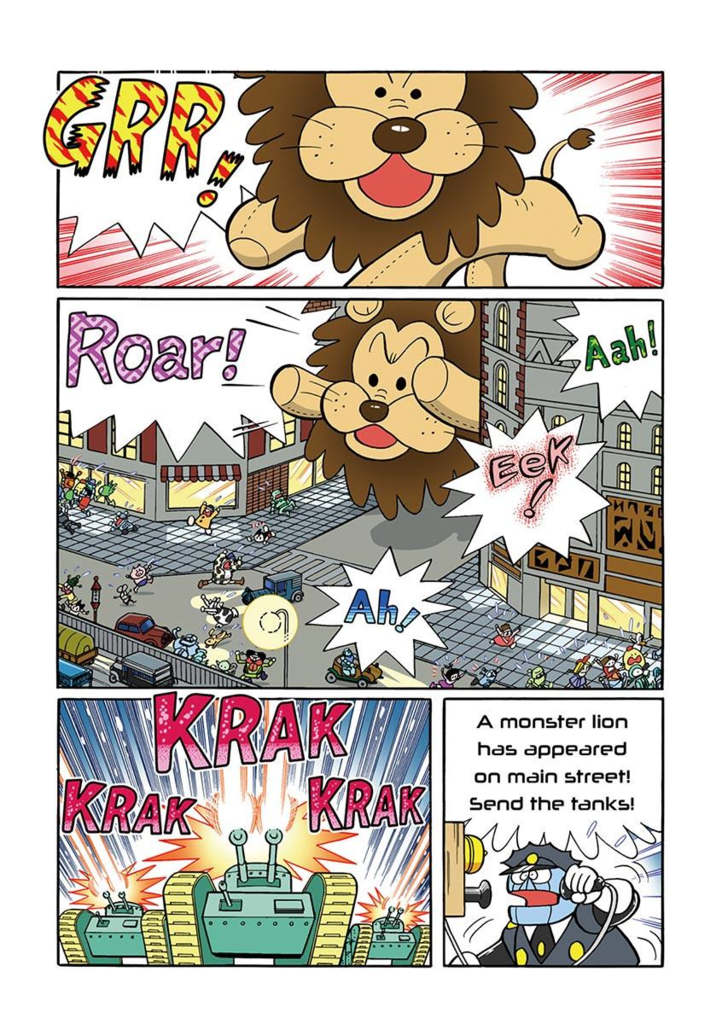 GRR!
Aah!
Roar!
Eek!
Ah!
A monster lion
has appeared
on main street!
Send the tanks!
KRAK
KRAK
KRAK